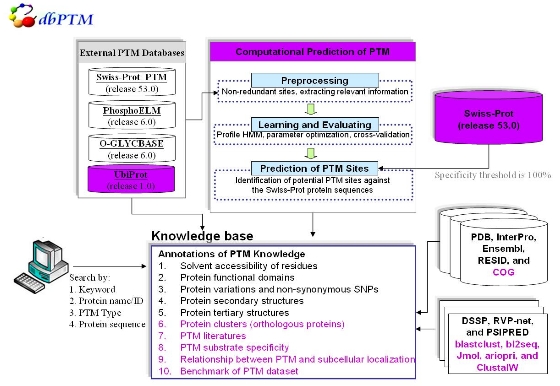 dbPTM
External PTM Databases
Swiss-Prot PTM
(release 53.0)
PhosphoELM
(release 6.0)
O-GLYCBASE
(release 6.0)
UbiProt
(release 1.0)
Computational Prediction of PTM
Preprocessing
Non-redundant sites, extracting relevant information
Learning and Evaluating
Profile HMM, parameter optimization, cross-validation
Prediction of PTM Sites
Identification of potential PTM sites against
the Swiss-Prot protein sequences
Swiss-Prot
(release 53.0)
Specificity threshold is 100%
Knowledge base
Annotations of PTM Knowledge
1. Solvent accessibility of residues
2. Protein functional domains
3. Protein variations and non-synonymous SNPs
4. Protein secondary structures
5. Protein tertiary structures
6. Protein clusters (orthologous proteins)
7. PTM literatures
8. PTM substrate specificity
9. Relationship between PTM and subcellular localization
10. Benchmark of PTM dataset
Search by:
1. Keyword
2. Protein name/ID
3. PTM Type
4. Protein sequence
PDB, InterPro,
Ensembl,
RESID, and
COG
DSSP, RVP-net,
and PSIPRED
blastclust, bl2seq,
Jmol, ariopri, and
ClustalW